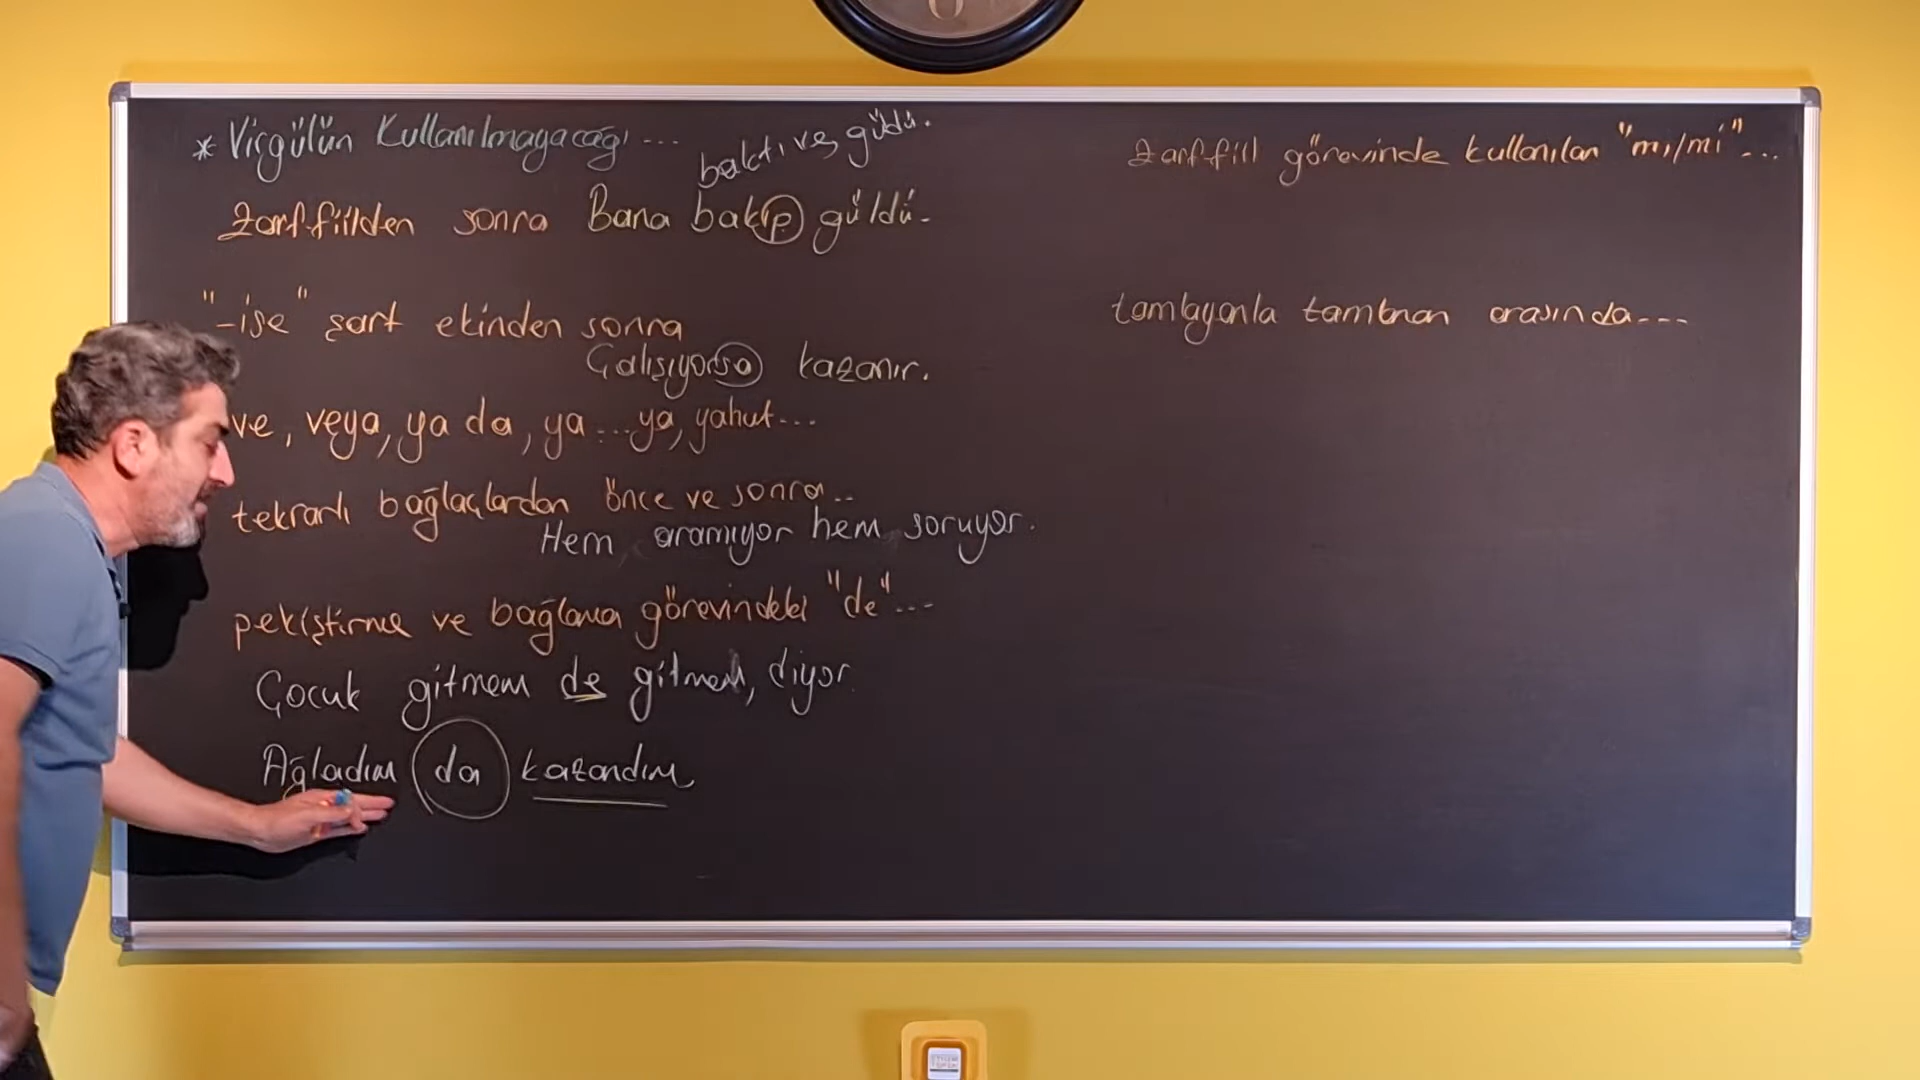 * Virgülün Kullanılmayacağı ...
baktı ve güldü.
Zarf-fiilden sonra Bana bakıp güldü.
"-ise" şart ekinden sonra
Çalışıyorsa kazanır.
ve, veya, ya da, ya ... ya, yahut ...
tekrarlı bağlaçlardan önce ve sonra ..
Hem aramıyor hem soruyor.
pekiştirme ve bağlama görevindeki "de" ...
Çocuk gitmem de gitmem, diyor.
Ağladım da kazandım
Zarf-fiil görevinde kullanılan "mı/mi" ...
tamlayanla tamlanan arasında ...